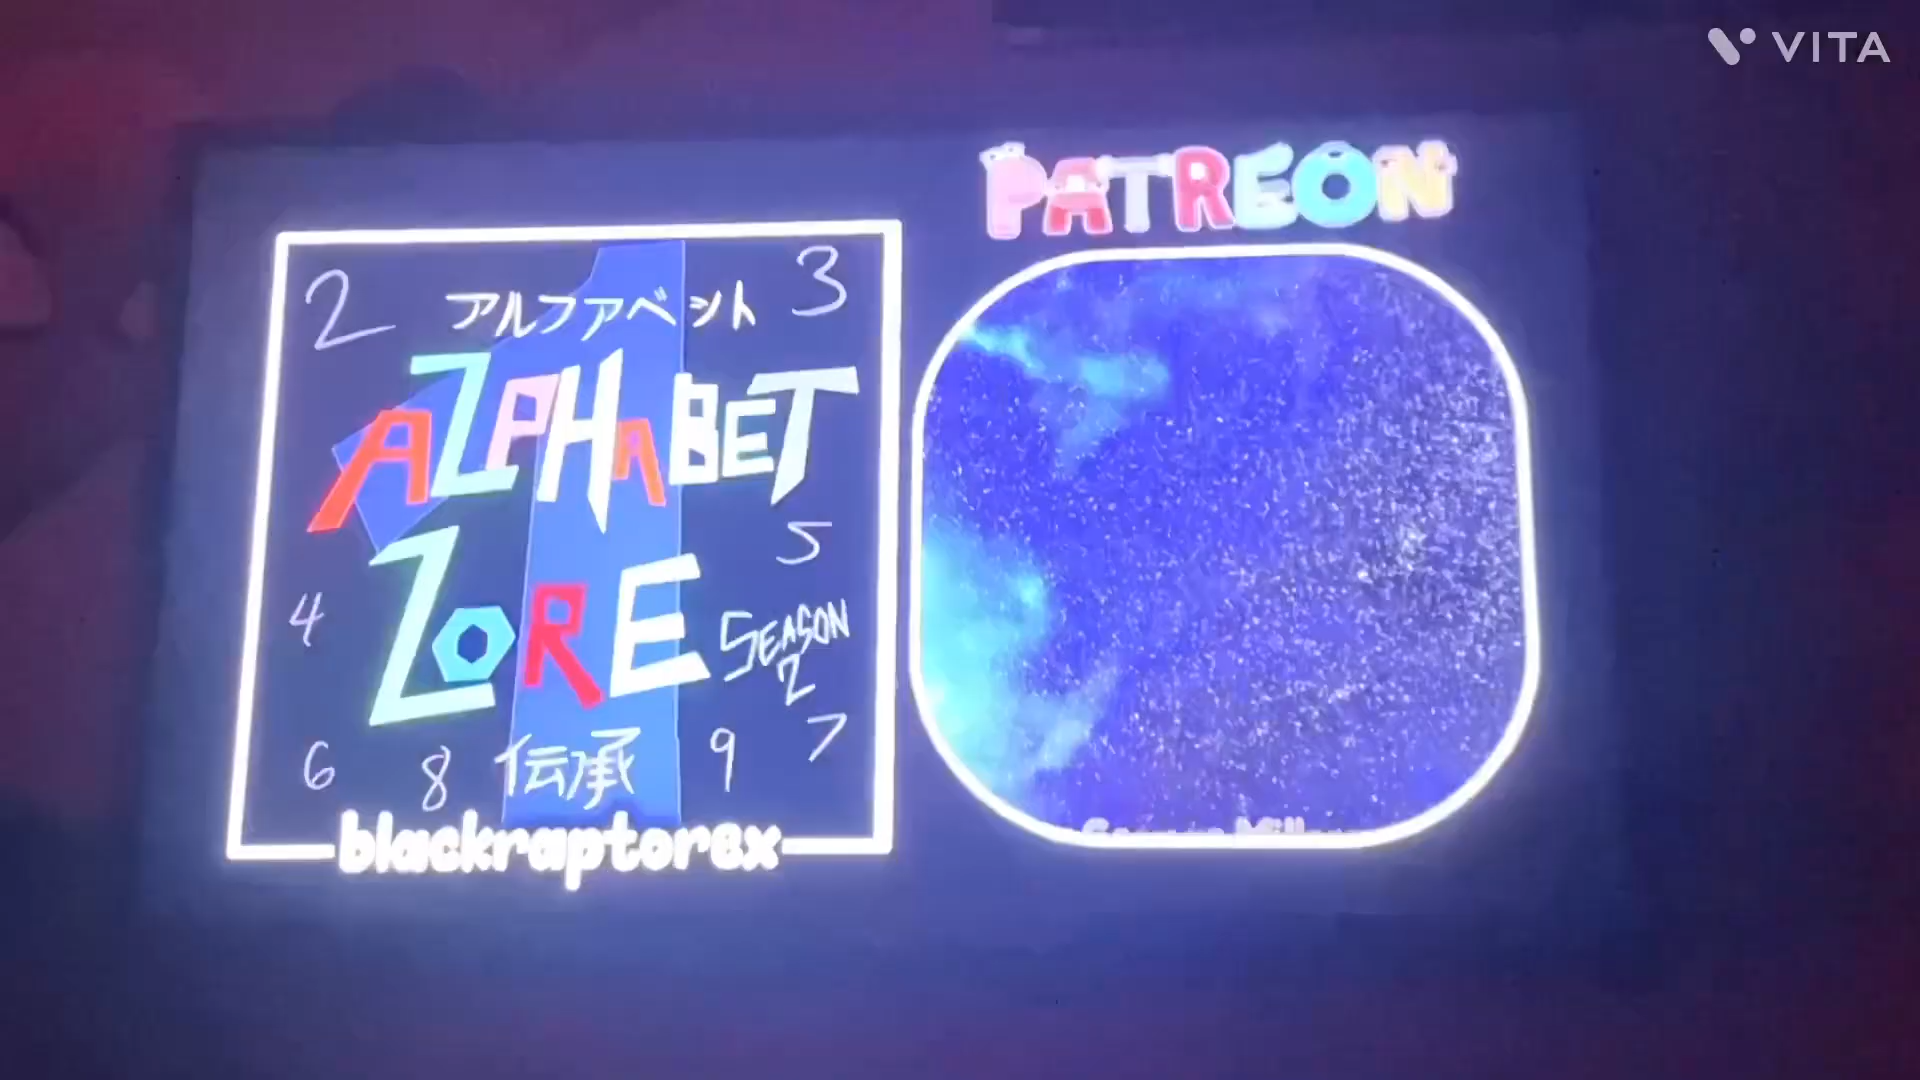 VITA
PATREON
2
3
アルファベント
ALPHABET
ZORE
5
4
SEASON
2
6
8
伝承
9
7
blackraptorex